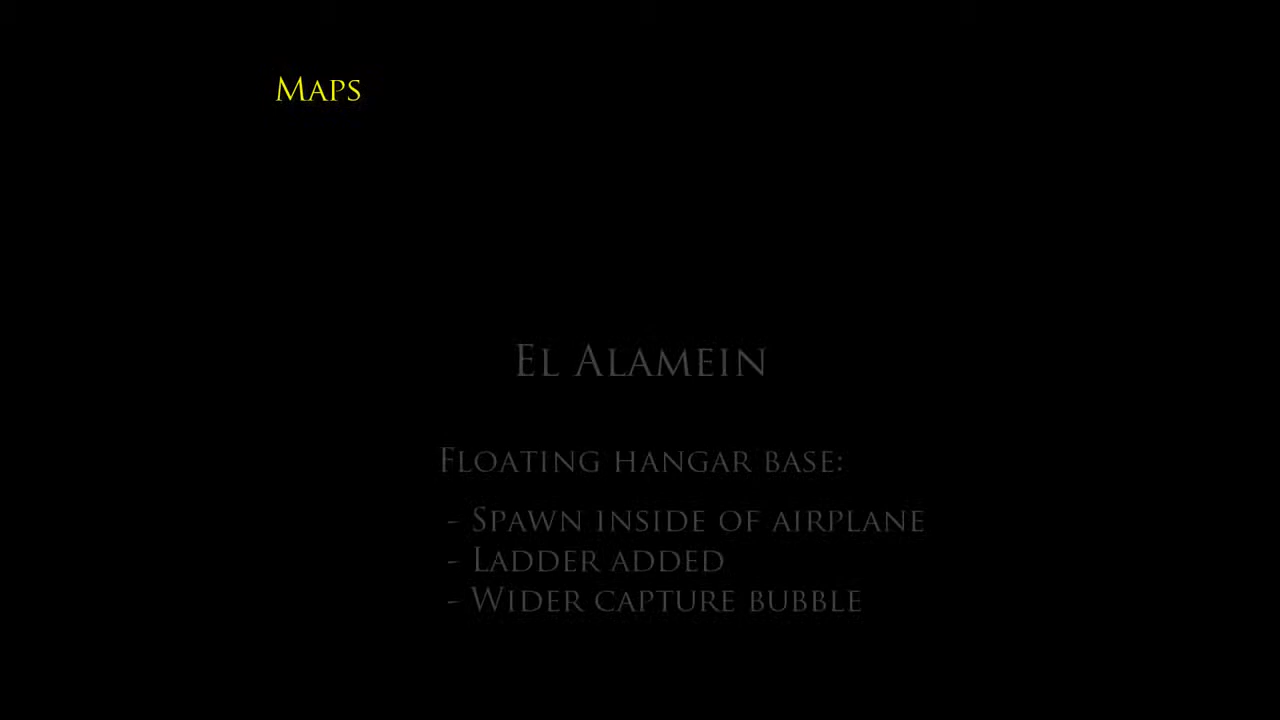 Maps
El Alamein
Floating hangar base:
- Spawn inside of airplane
- Ladder added
- Wider capture bubble